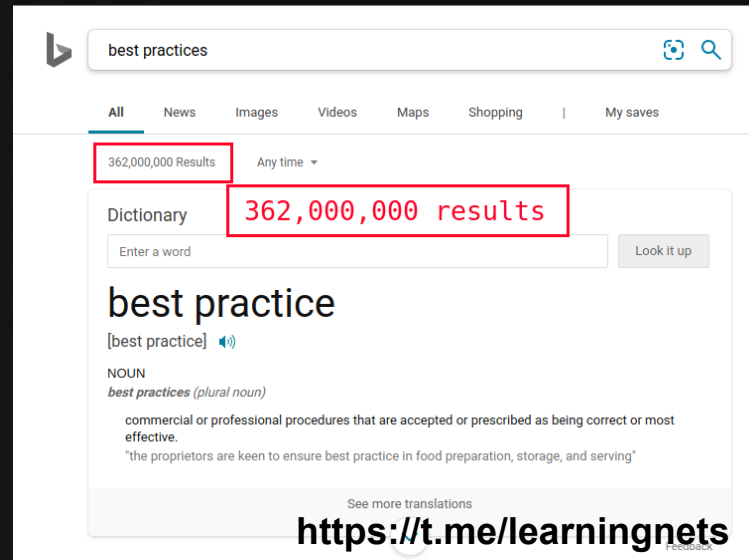 best practices
All News Images Videos Maps Shopping | My saves
362,000,000 Results Any time
362,000,000 results
Dictionary
Enter a word Look it up
best practice
[best practice]
NOUN
best practices (plural noun)
commercial or professional procedures that are accepted or prescribed as being correct or most
effective.
"the proprietors are keen to ensure best practice in food preparation, storage, and serving"
See more translations
https://t.me/learningnets
Feedback